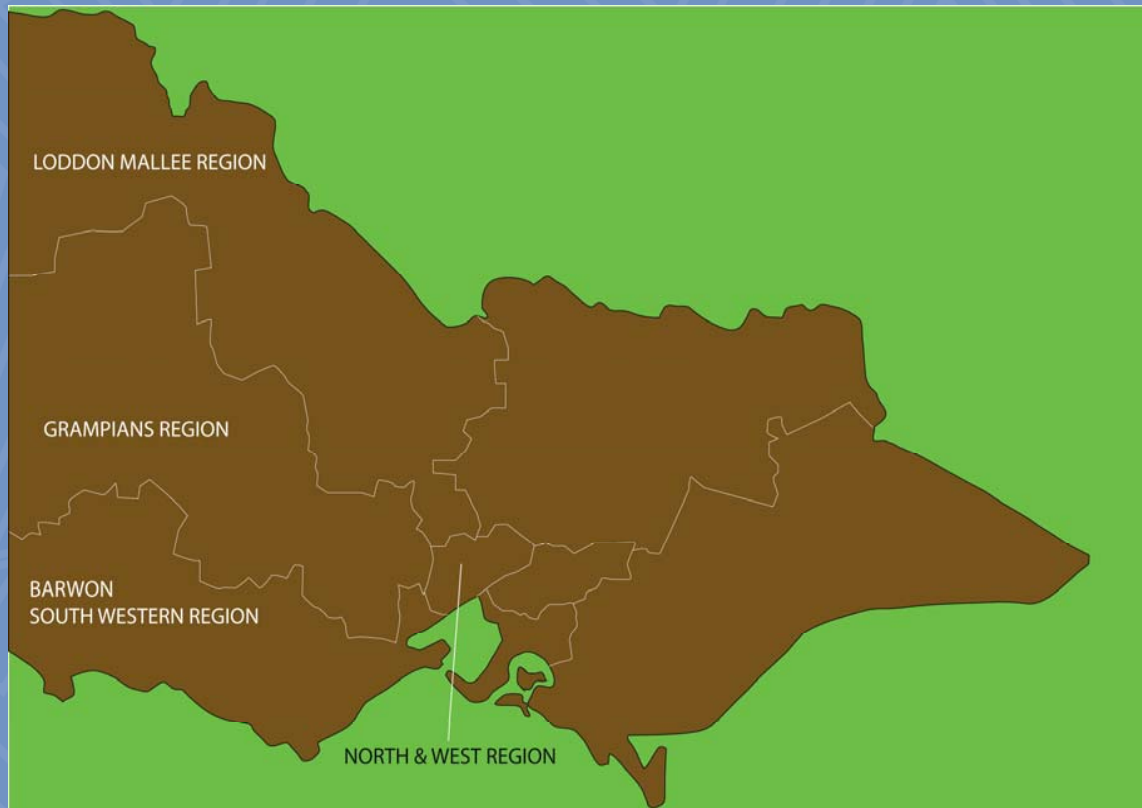 LODDON MALLEE REGION
GRAMPIANS REGION
BARWON
SOUTH WESTERN REGION
NORTH & WEST REGION